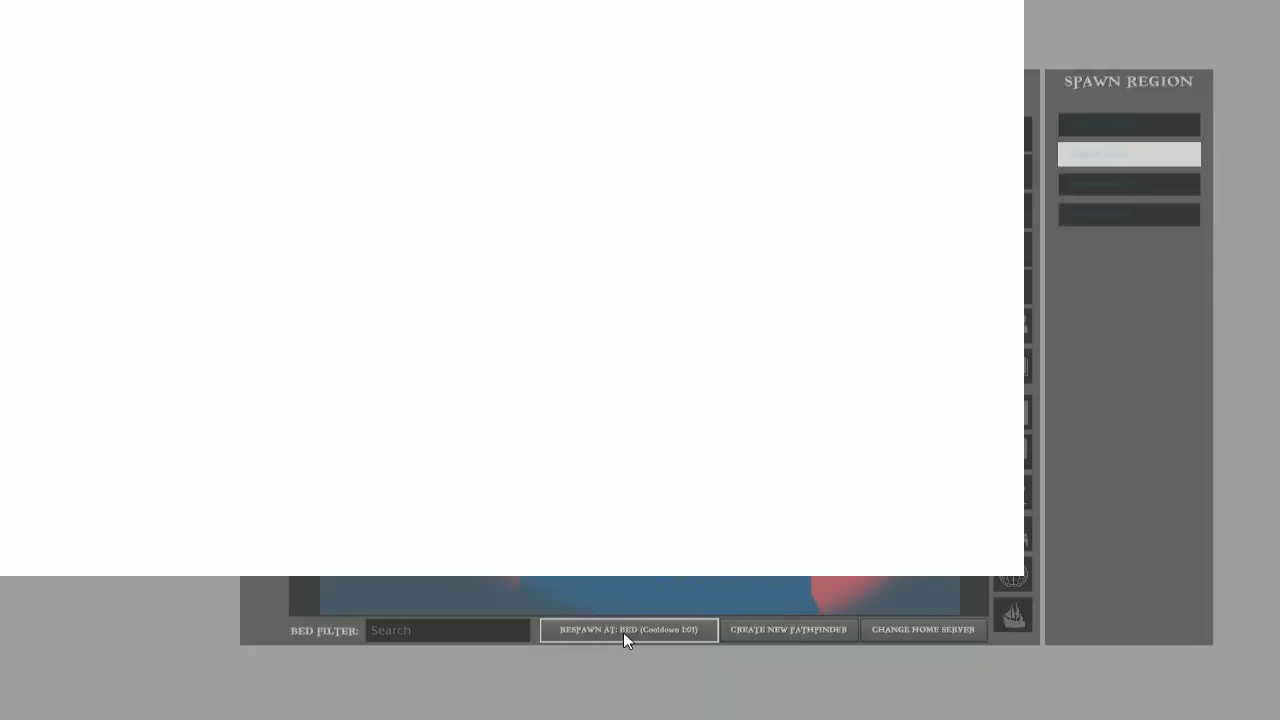 SPAWN REGION
BED FILTER:
Search
RESPAWN AT: BED (Cooldown 1:01)
CREATE NEW PATHFINDER
CHANGE HOME SERVER